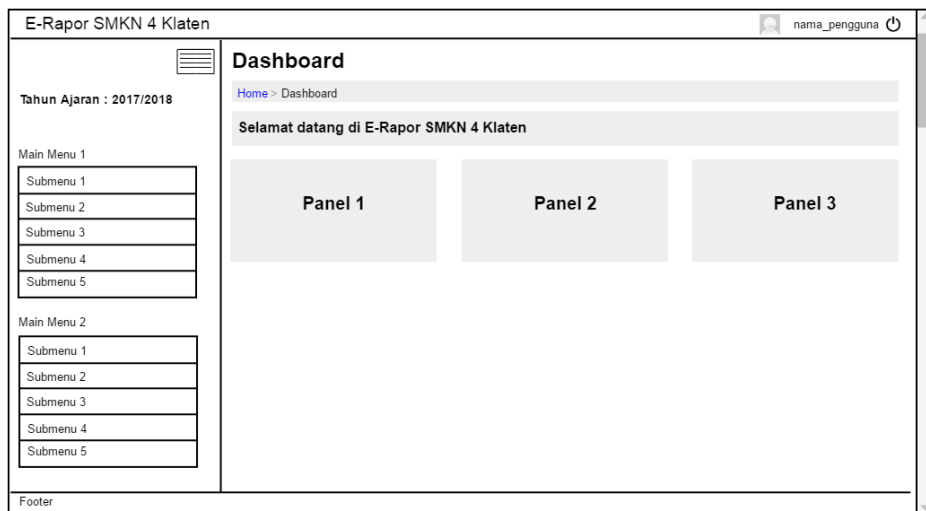 E-Rapor SMKN 4 Klaten
nama_pengguna
Tahun Ajaran : 2017/2018
Main Menu 1
Submenu 1
Submenu 2
Submenu 3
Submenu 4
Submenu 5
Main Menu 2
Submenu 1
Submenu 2
Submenu 3
Submenu 4
Submenu 5
Dashboard
Home > Dashboard
Selamat datang di E-Rapor SMKN 4 Klaten
Panel 1
Panel 2
Panel 3
Footer